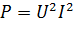 P = U²I²